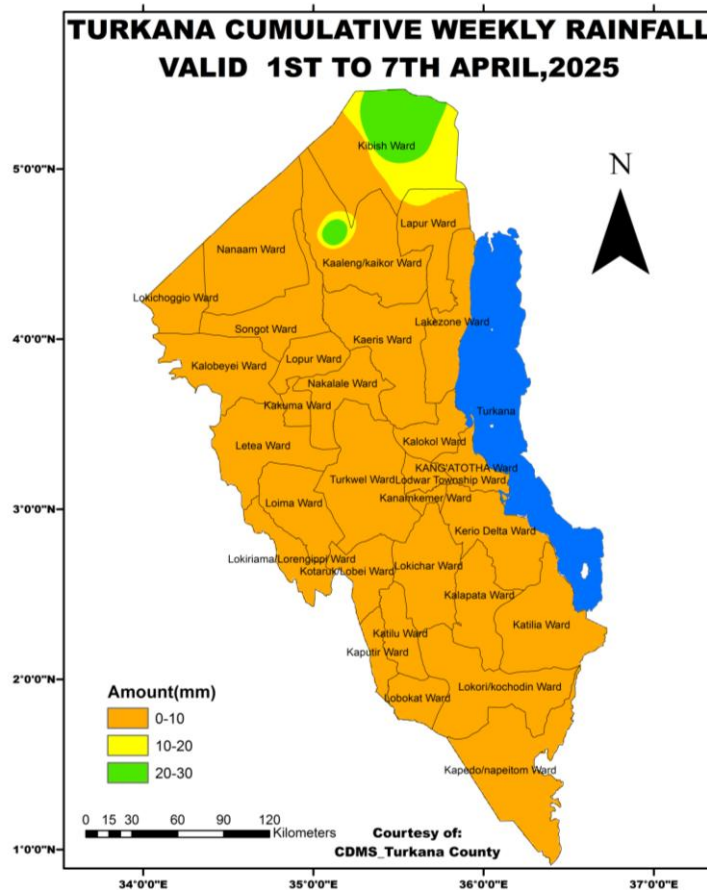 TURKANA CUMULATIVE WEEKLY RAINFALL
VALID 1ST TO 7TH APRIL,2025
5°0'0"N
Kibish Ward
N
Lapur Ward
Nanaam Ward
Kaaleng/kaikor Ward
Lokichoggio Ward
4°0'0"N
Songot Ward
Lakezone Ward
Kaeris Ward
Lopur Ward
Kalobeyei Ward
Nakalale Ward
Kakuma Ward
Turkana
Letea Ward
Kalokol Ward
KANG'ATOTHA Ward
Turkwel Ward
Lodwar Township Ward
3°0'0"N
Loima Ward
Kanamkemer Ward
Kerio Delta Ward
Lokiriama/Lorengippi Ward
Kotaruk/Lobei Ward
Lokichar Ward
Kalapata Ward
Katilu Ward
Katilia Ward
Kaputir Ward
2°0'0"N
Lobokat Ward
Lokori/kochodin Ward
Amount(mm)
0-10
10-20
20-30
Kapedo/napeitom Ward
0 15 30 60 90 120
Kilometers
Courtesy of:
CDMS_Turkana County
1°0'0"N
34°0'0"E 35°0'0"E 36°0'0"E 37°0'0"E